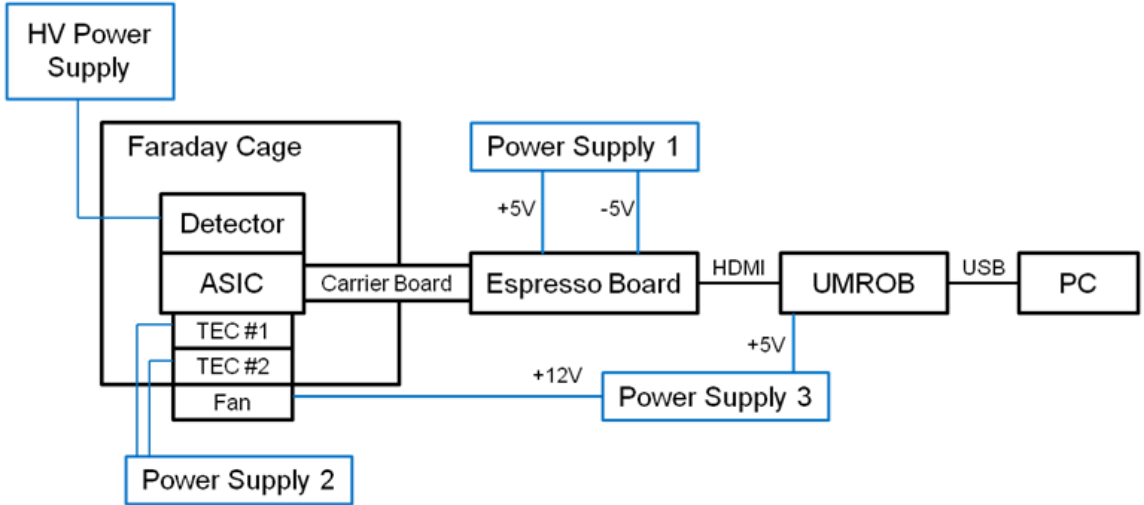 HV Power
Supply
Faraday Cage
Power Supply 1
Detector
+5V
-5V
ASIC
Carrier Board
Espresso Board
HDMI
UMROB
USB
PC
TEC #1
TEC #2
+5V
+12V
Fan
Power Supply 3
Power Supply 2